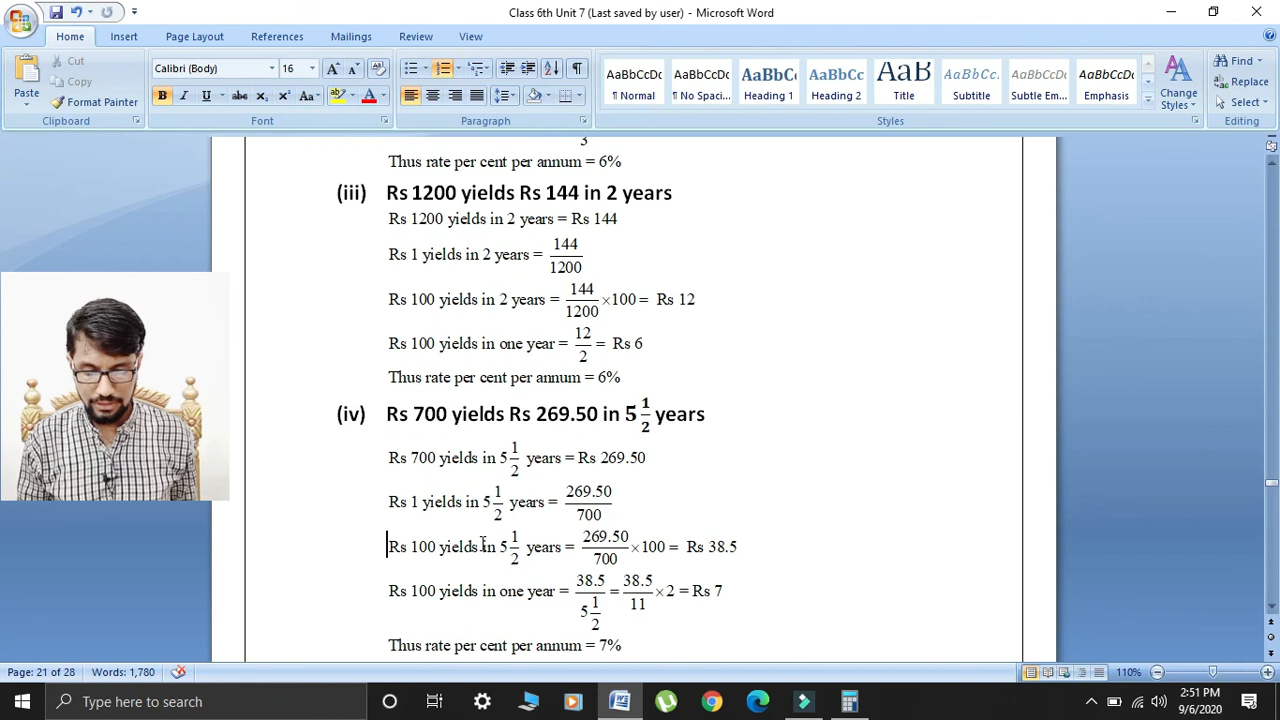 Class 6th Unit 7 (Last saved by user) - Microsoft Word
Home Insert Page Layout References Mailings Review View
Paste
Cut
Copy
Format Painter
Clipboard
Calibri (Body) 16
B I U abc x₂ x² Aa
Font
Paragraph
AaBbCcDc AaBbCcDc AaBbCc AaBbCc AaB AaBbCcI AaBbCcDc AaBbCcDc
¶ Normal ¶ No Spaci... Heading 1 Heading 2 Title Subtitle Subtle Em... Emphasis
Change Styles
Styles
Find
Replace
Select
Editing
3
Thus rate per cent per annum = 6%
(iii) Rs 1200 yields Rs 144 in 2 years
Rs 1200 yields in 2 years = Rs 144
Rs 1 yields in 2 years = 144/1200
Rs 100 yields in 2 years = 144/1200 ×100 = Rs 12
Rs 100 yields in one year = 12/2 = Rs 6
Thus rate per cent per annum = 6%
(iv) Rs 700 yields Rs 269.50 in 5 1/2 years
Rs 700 yields in 5 1/2 years = Rs 269.50
Rs 1 yields in 5 1/2 years = 269.50/700
Rs 100 yields in 5 1/2 years = 269.50/700 ×100 = Rs 38.5
Rs 100 yields in one year = 38.5/5 1/2 = 38.5/11 × 2 = Rs 7
Thus rate per cent per annum = 7%
Page: 21 of 28 Words: 1,780 110%
Type here to search
2:51 PM
9/6/2020